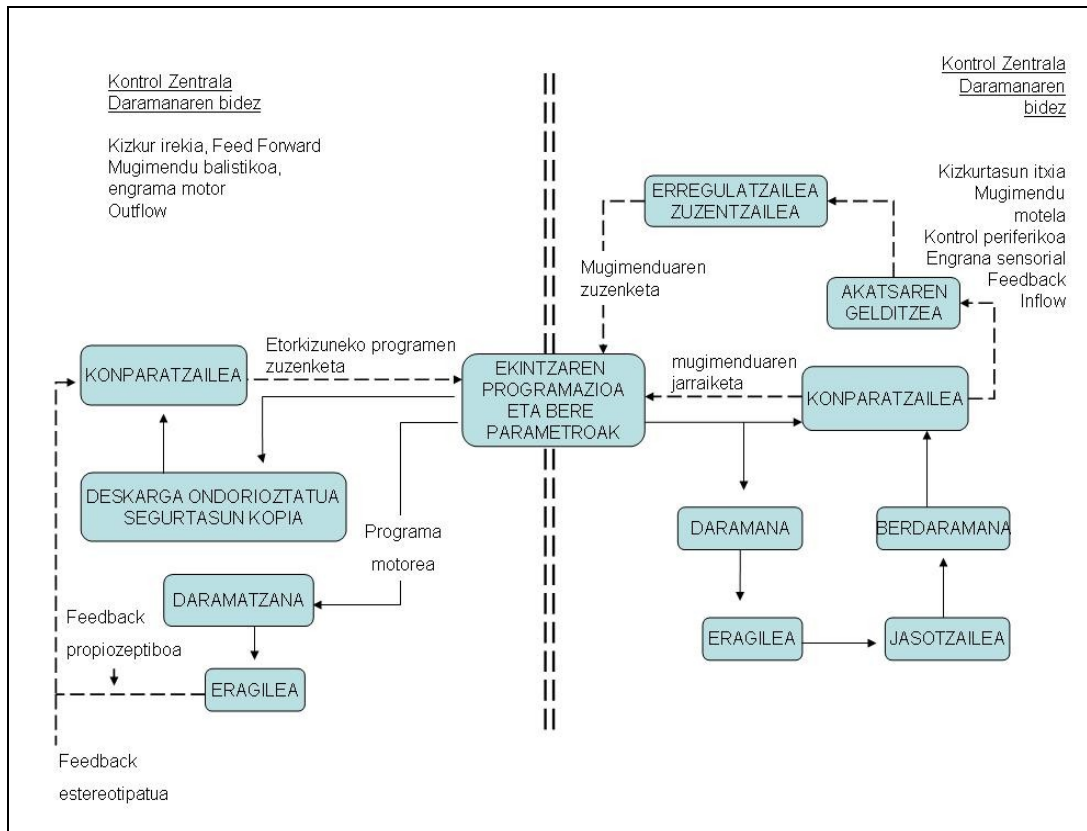 Kontrol Zentrala
Daramanaren bidez
Kizkur irekia, Feed Forward
Mugimendu balistikoa,
engrama motor
Outflow
Kontrol Zentrala
Daramanaren
bidez
Kizkurtasun itxia
Mugimendu
motela
Kontrol periferikoa
Engrana sensorial
Feedback
Inflow
ERREGULATZAILEA
ZUZENTZAILEA
Mugimenduaren
zuzenketa
AKATSAREN
GELDITZEA
Etorkizuneko programen
zuzenketa
KONPARATZAILEA
EKINTZAREN
PROGRAMAZIOA
ETA BERE
PARAMETROAK
mugimenduaren
jarraiketa
KONPARATZAILEA
DESKARGA ONDORIOZTATUA
SEGURTASUN KOPIA
Programa
motorea
DARAMANA
BERDARAMANA
DARAMATZANA
Feedback
propiozeptiboa
ERAGILEA
JASOTZAILEA
ERAGILEA
Feedback
estereotipatua